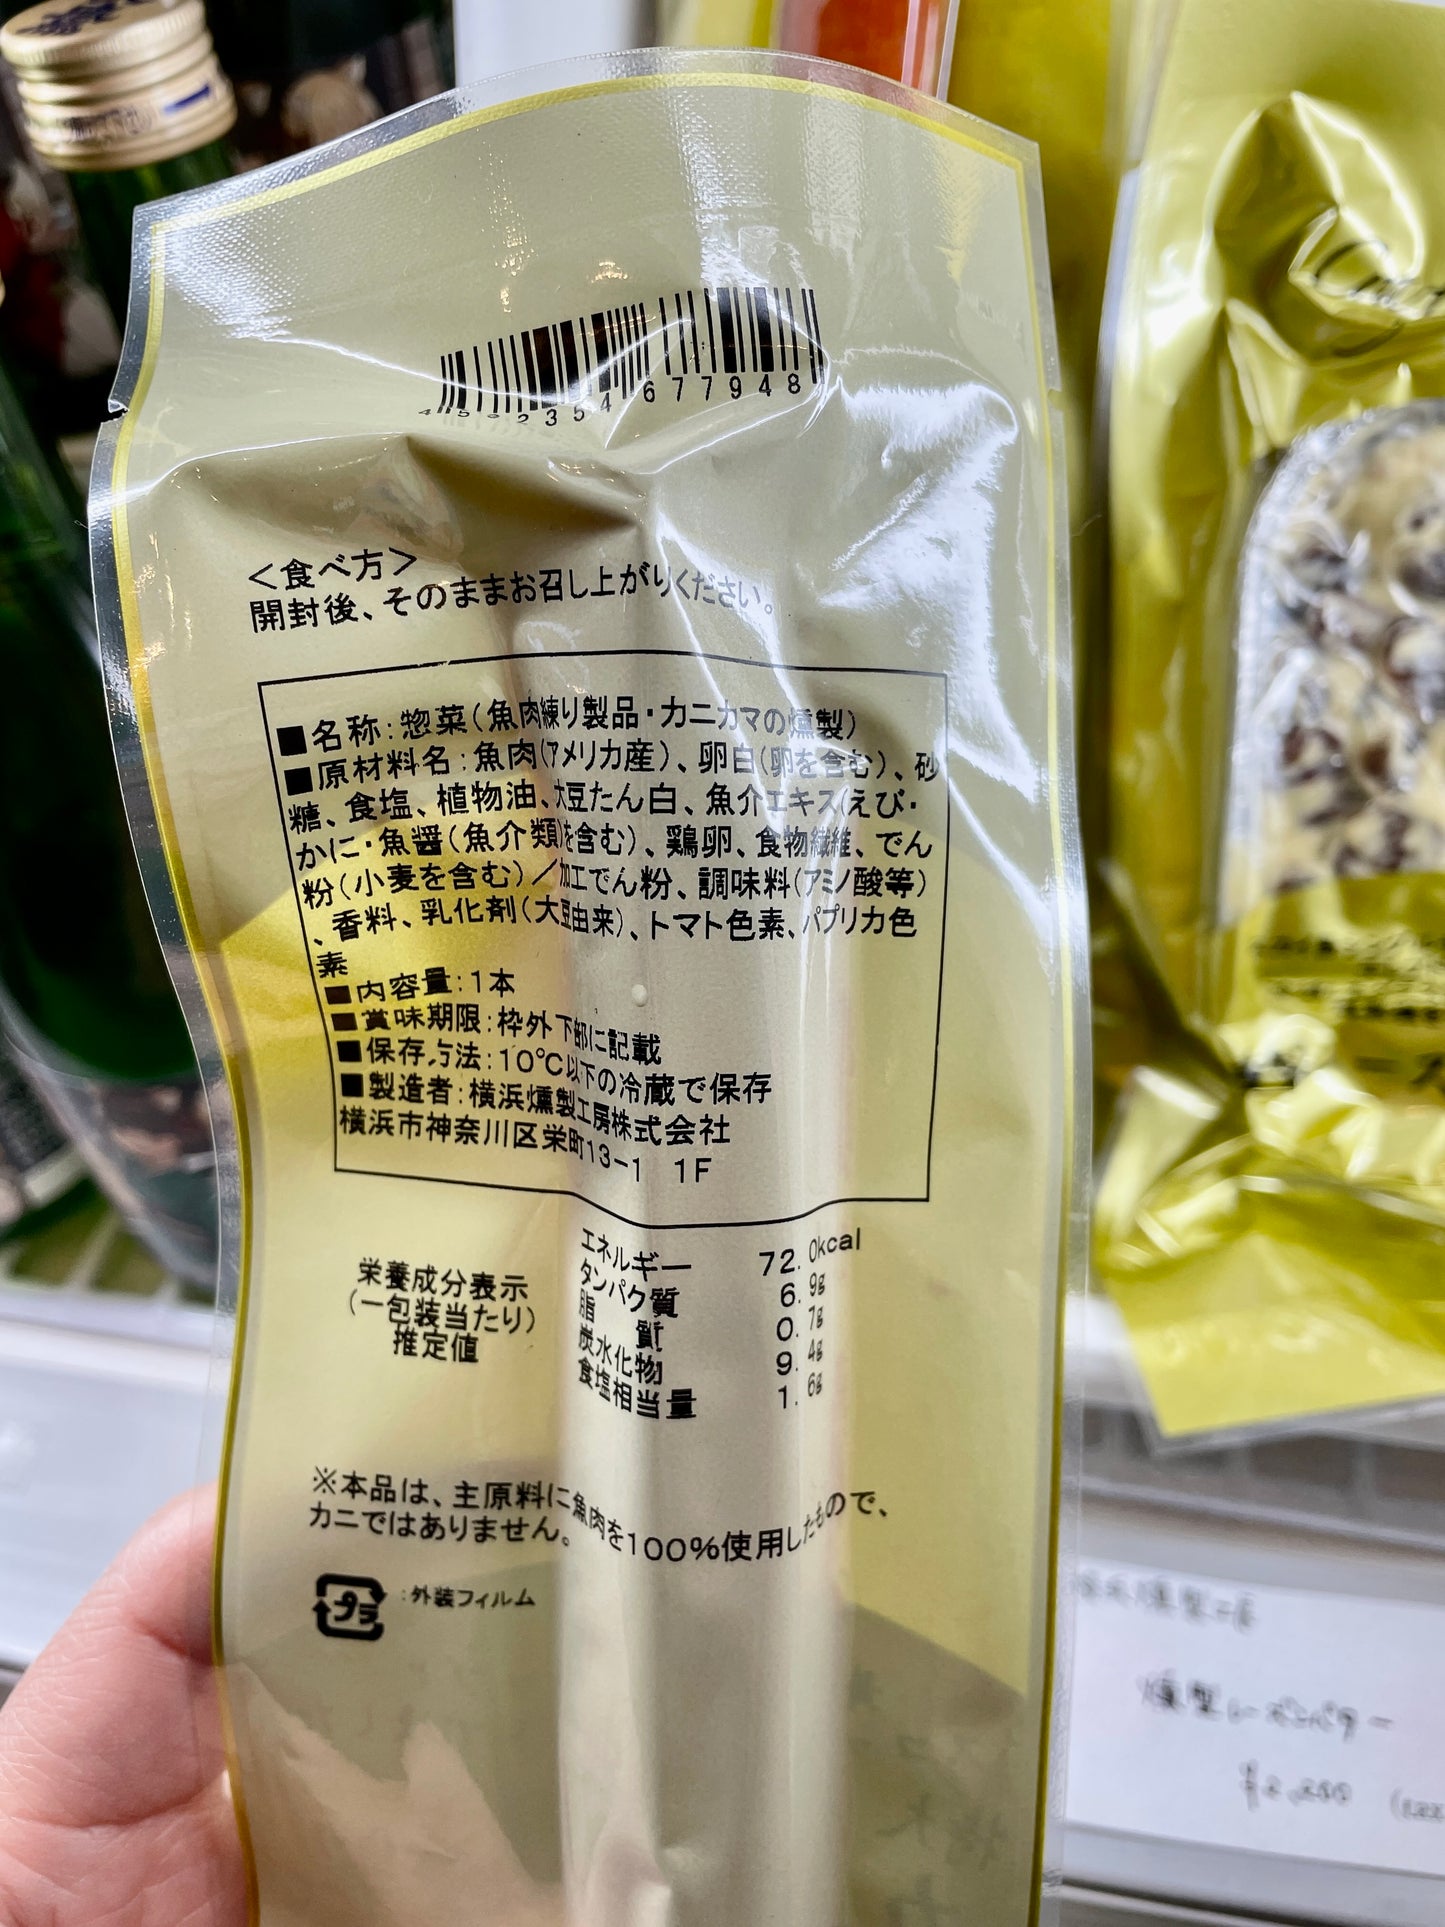 4 592354 677948
＜食べ方＞
開封後、そのままお召し上がりください。
■名称：惣菜（魚肉練り製品・カニカマの燻製）
■原材料名：魚肉（アメリカ産）、卵白（卵を含む）、砂
糖、食塩、植物油、大豆たん白、魚介エキス（えび・
かに・魚醤（魚介類）を含む）、鶏卵、食物繊維、でん
粉（小麦を含む）／加工でん粉、調味料（アミノ酸等）
、香料、乳化剤（大豆由来）、トマト色素、パプリカ色
素
■内容量：1本
■賞味期限：枠外下部に記載
■保存方法：10℃以下の冷蔵で保存
■製造者：横浜燻製工房株式会社
横浜市神奈川区栄町13-1 1F
栄養成分表示
（一包装当たり）
推定値
エネルギー 72.0kcal
タンパク質 6.9g
脂質 0.7g
炭水化物 9.4g
食塩相当量 1.6g
※本品は、主原料に魚肉を100%使用したもので、
カニではありません。
プラ：外装フィルム
燻製レーズンバター
¥2,200